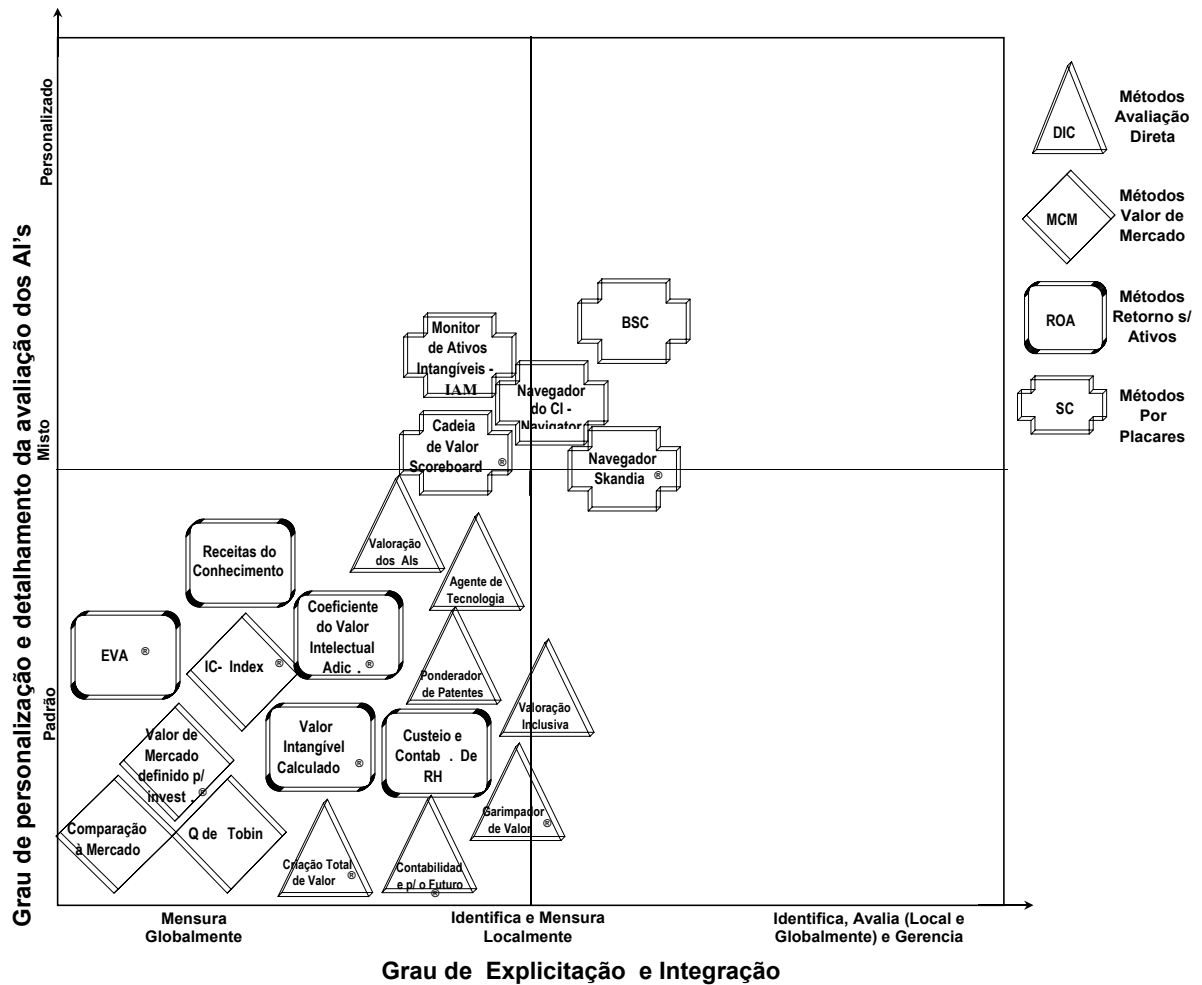 Grau de personalização e detalhamento da avaliação dos AI's
Personalizado
Misto
Padrão
DIC
Métodos
Avaliação
Direta
MCM
Métodos
Valor de
Mercado
ROA
Métodos
Retorno s/
Ativos
SC
Métodos
Por
Placares
BSC
Monitor
de Ativos
Intangíveis -
IAM
Navegador
do CI -
Navigator
Cadeia
de Valor
Scoreboard ®
Navegador
Skandia ®
Valoração
dos AIs
Agente de
Tecnologia
Receitas do
Conhecimento
Coeficiente
do Valor
Intelectual
Adic . ®
EVA ®
IC- Index ®
Ponderador
de Patentes
Valoração
Inclusiva
Valor de
Mercado
definido p/
invest . ®
Valor
Intangível
Calculado ®
Custeio e
Contab . De
RH
Garimpador
de Valor ®
Comparação
à Mercado
Q de Tobin
Criação Total
de Valor ®
Contabilidad
e p/ o Futuro
®
Mensura
Globalmente
Identifica e Mensura
Localmente
Identifica, Avalia (Local e
Globalmente) e Gerencia
Grau de Explicitação e Integração